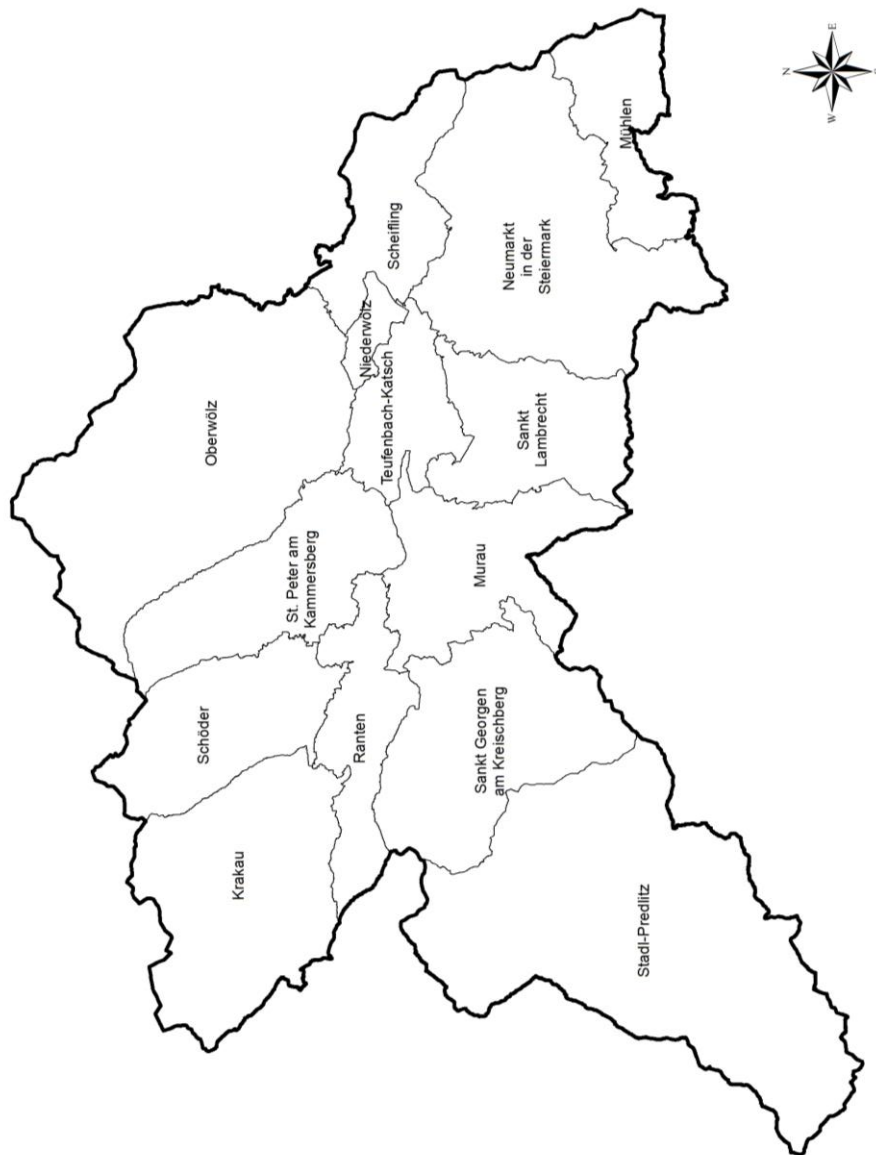 Schöder
Oberwölz
Krakau
St. Peter am
Kammersberg
Ranten
Niederwölz
Teufenbach-Katsch
Scheifling
Sankt Georgen
am Kreischberg
Murau
Neumarkt
in der
Steiermark
Sankt
Lambrecht
Mühlen
Stadl-Predlitz
N
W E
S